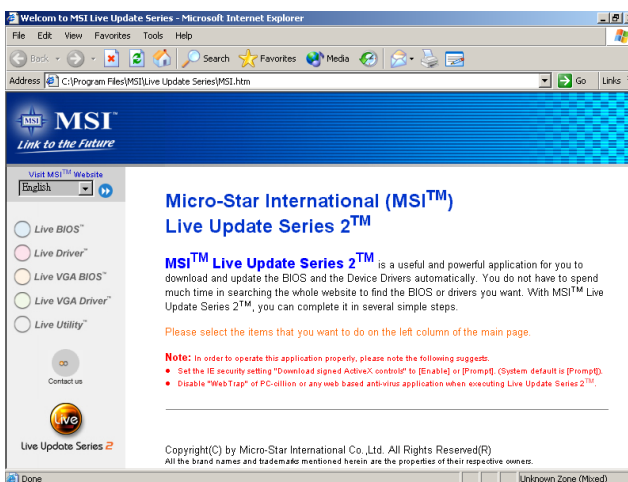 Welcom to MSI Live Update Series - Microsoft Internet Explorer
File Edit View Favorites Tools Help
Back Search Favorites Media
Address C:\Program Files\MSI\Live Update Series\MSI.htm Go Links
MSI
MSI™
Link to the Future
Visit MSI™ Website
English
Live BIOS™
Live Driver™
Live VGA BIOS™
Live VGA Driver™
Live Utility™
Contact us
Live
Live Update Series 2
Micro-Star International (MSI™)
Live Update Series 2™
MSI™ Live Update Series 2™ is a useful and powerful application for you to
download and update the BIOS and the Device Drivers automatically. You do not have to spend
much time in searching the whole website to find the BIOS or drivers you want. With MSI™ Live
Update Series 2™, you can complete it in several simple steps.
Please select the items that you want to do on the left column of the main page.
Note: In order to operate this application properly, please note the following suggests.
• Set the IE security setting "Download signed ActiveX controls" to [Enable] or [Prompt]. (System default is [Prompt]).
• Disable "WebTrap" of PC-cillion or any web based anti-virus application when executing Live Update Series 2™.
Copyright(C) by Micro-Star International Co.,Ltd. All Rights Reserved(R)
All the brand names and trademarks mentioned herein are the properties of their respective owners.
Done Unknown Zone (Mixed)